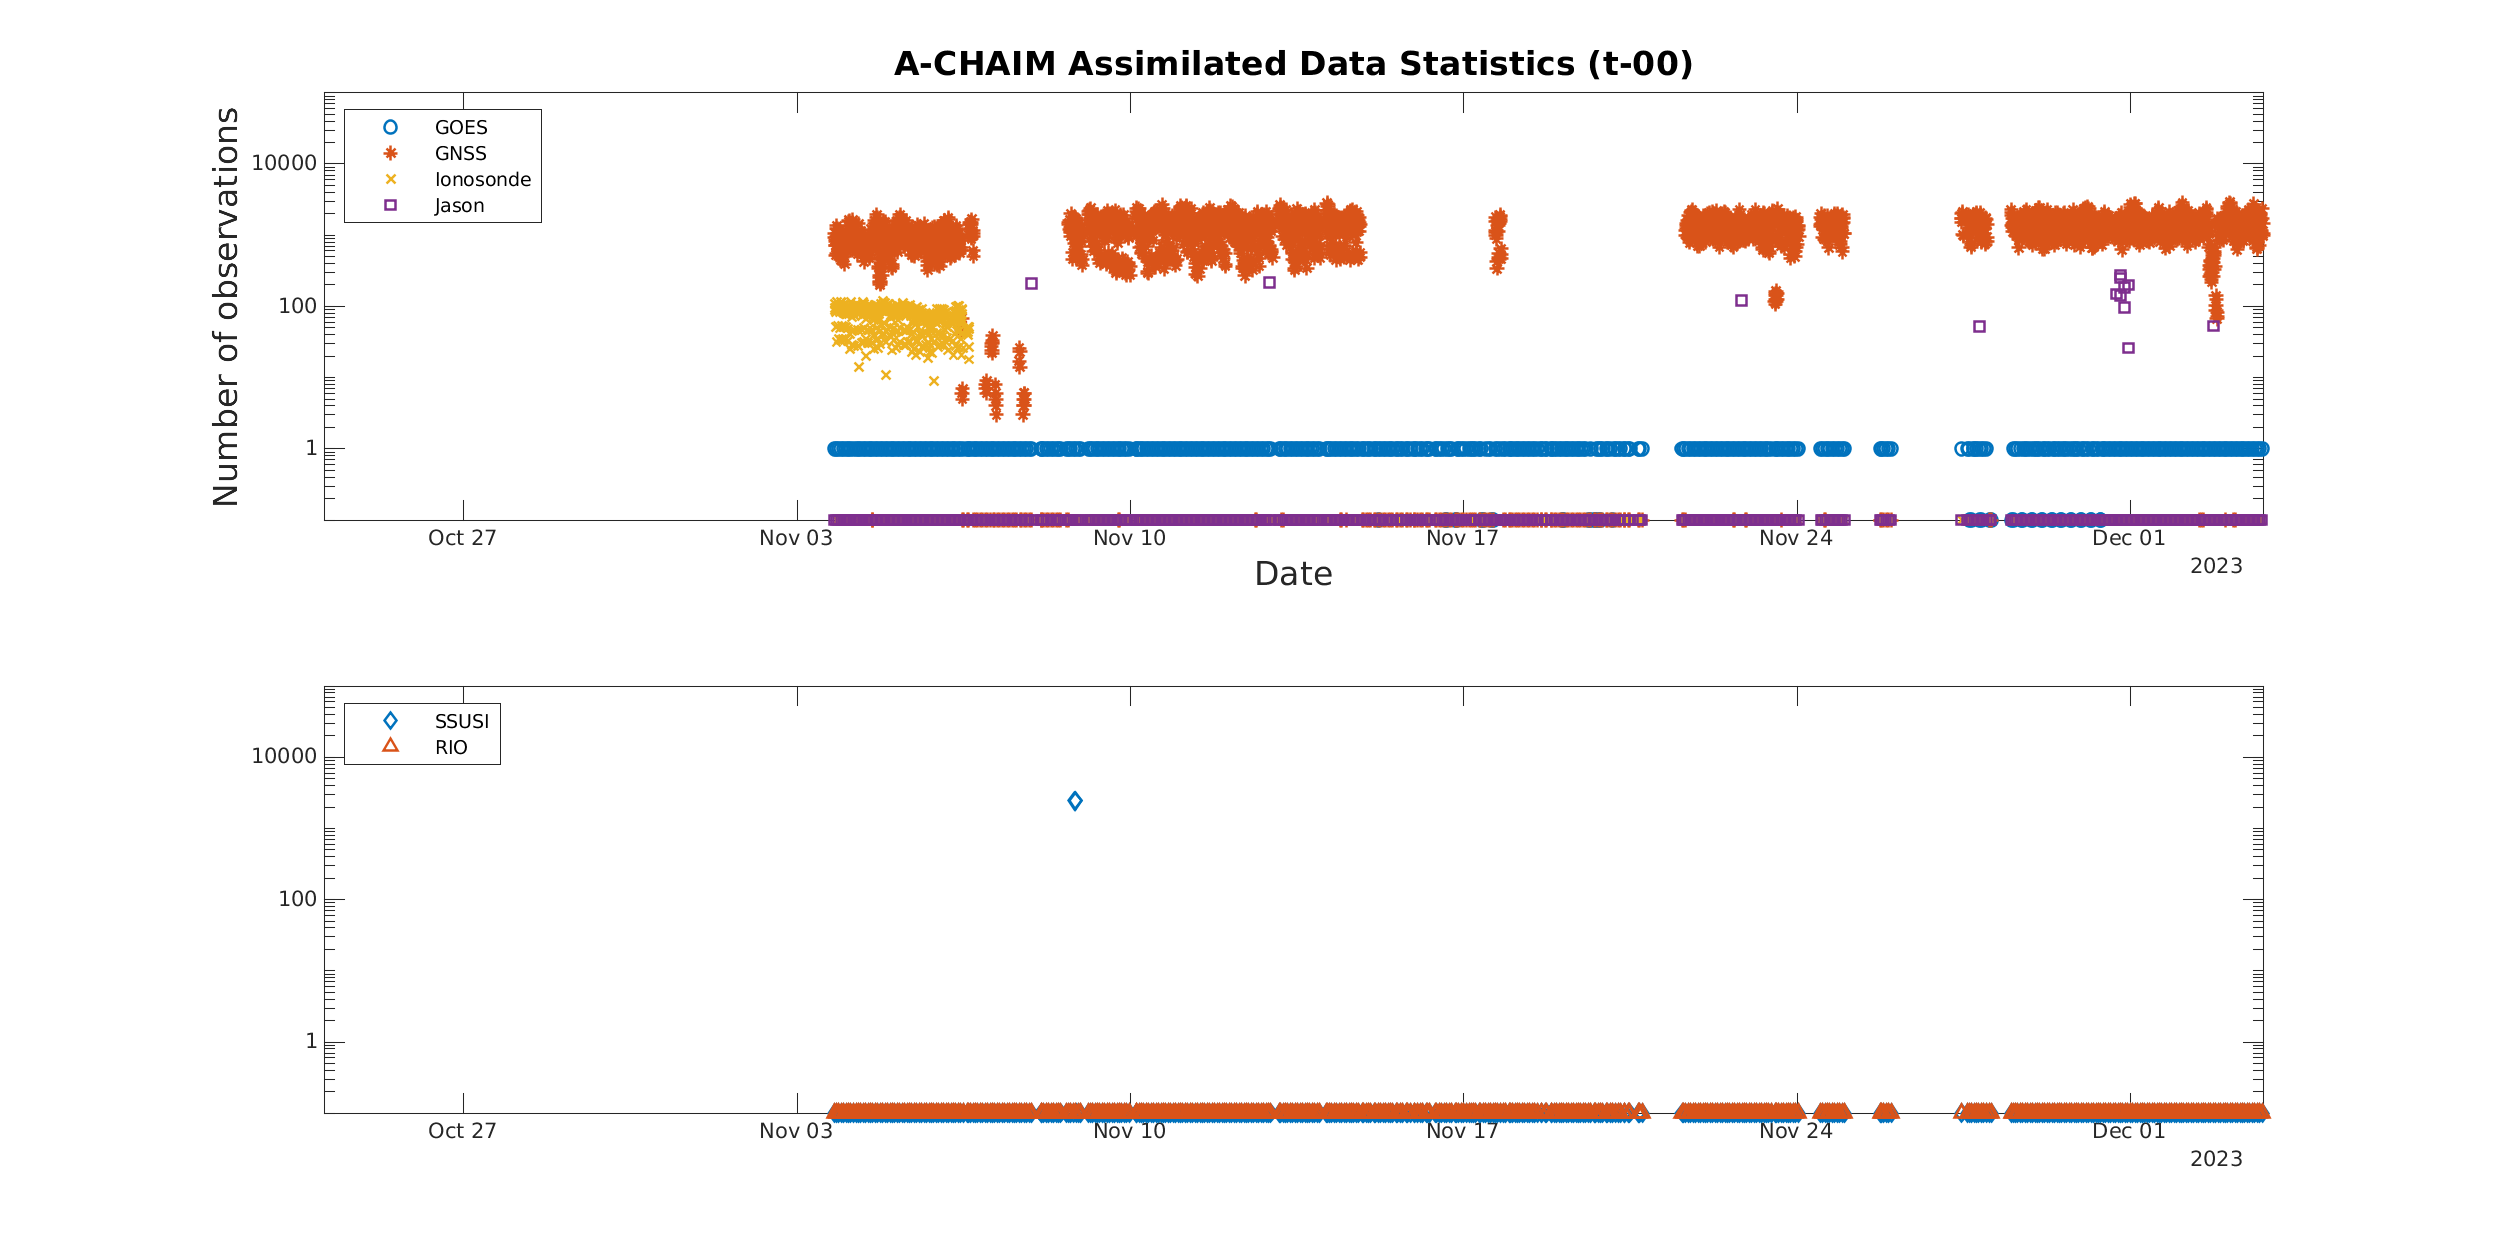 A-CHAIM Assimilated Data Statistics (t-00)
Number of observations
10000
100
1
GOES
GNSS
Ionosonde
Jason
Oct 27
Nov 03
Nov 10
Nov 17
Nov 24
Dec 01
2023
Date
10000
100
1
SSUSI
RIO
Oct 27
Nov 03
Nov 10
Nov 17
Nov 24
Dec 01
2023